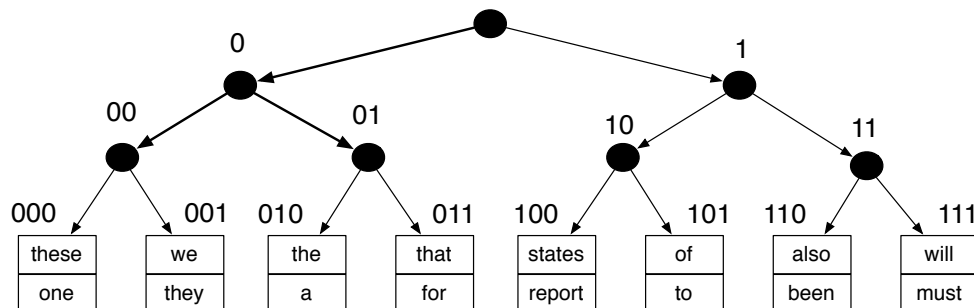 0 1
00 01 10 11
000 001 010 011 100 101 110 111
these we the that states of also will
one they a for report to been must